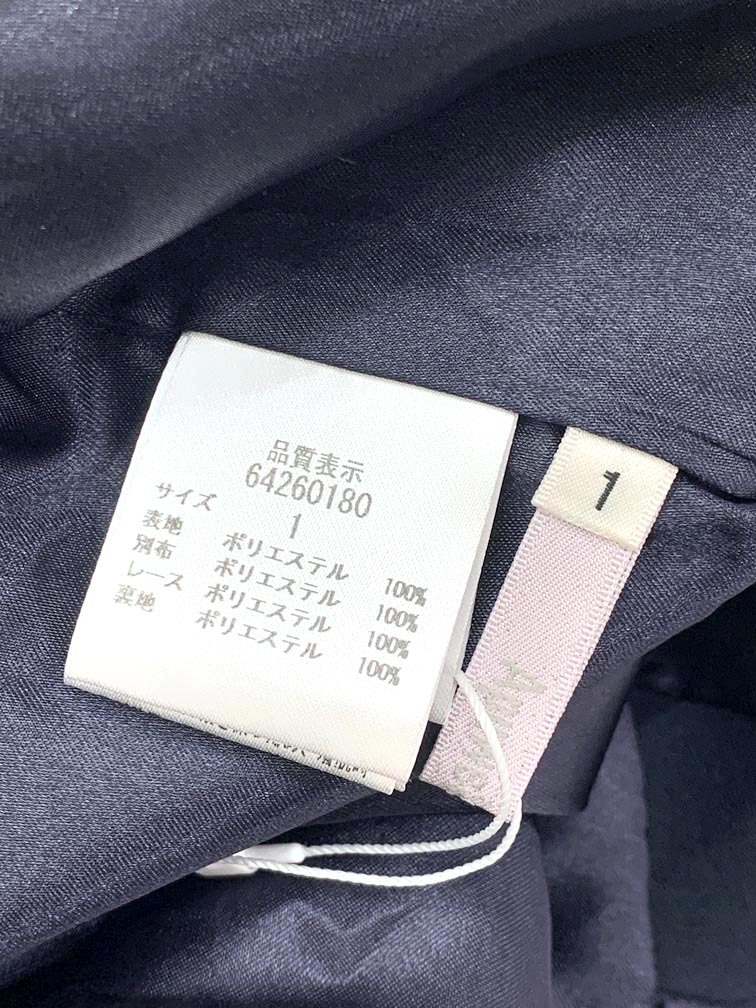 品質表示
64260180
サイズ 1
表地 ポリエステル 100%
別布 ポリエステル 100%
レース ポリエステル 100%
裏地 ポリエステル 100%
1